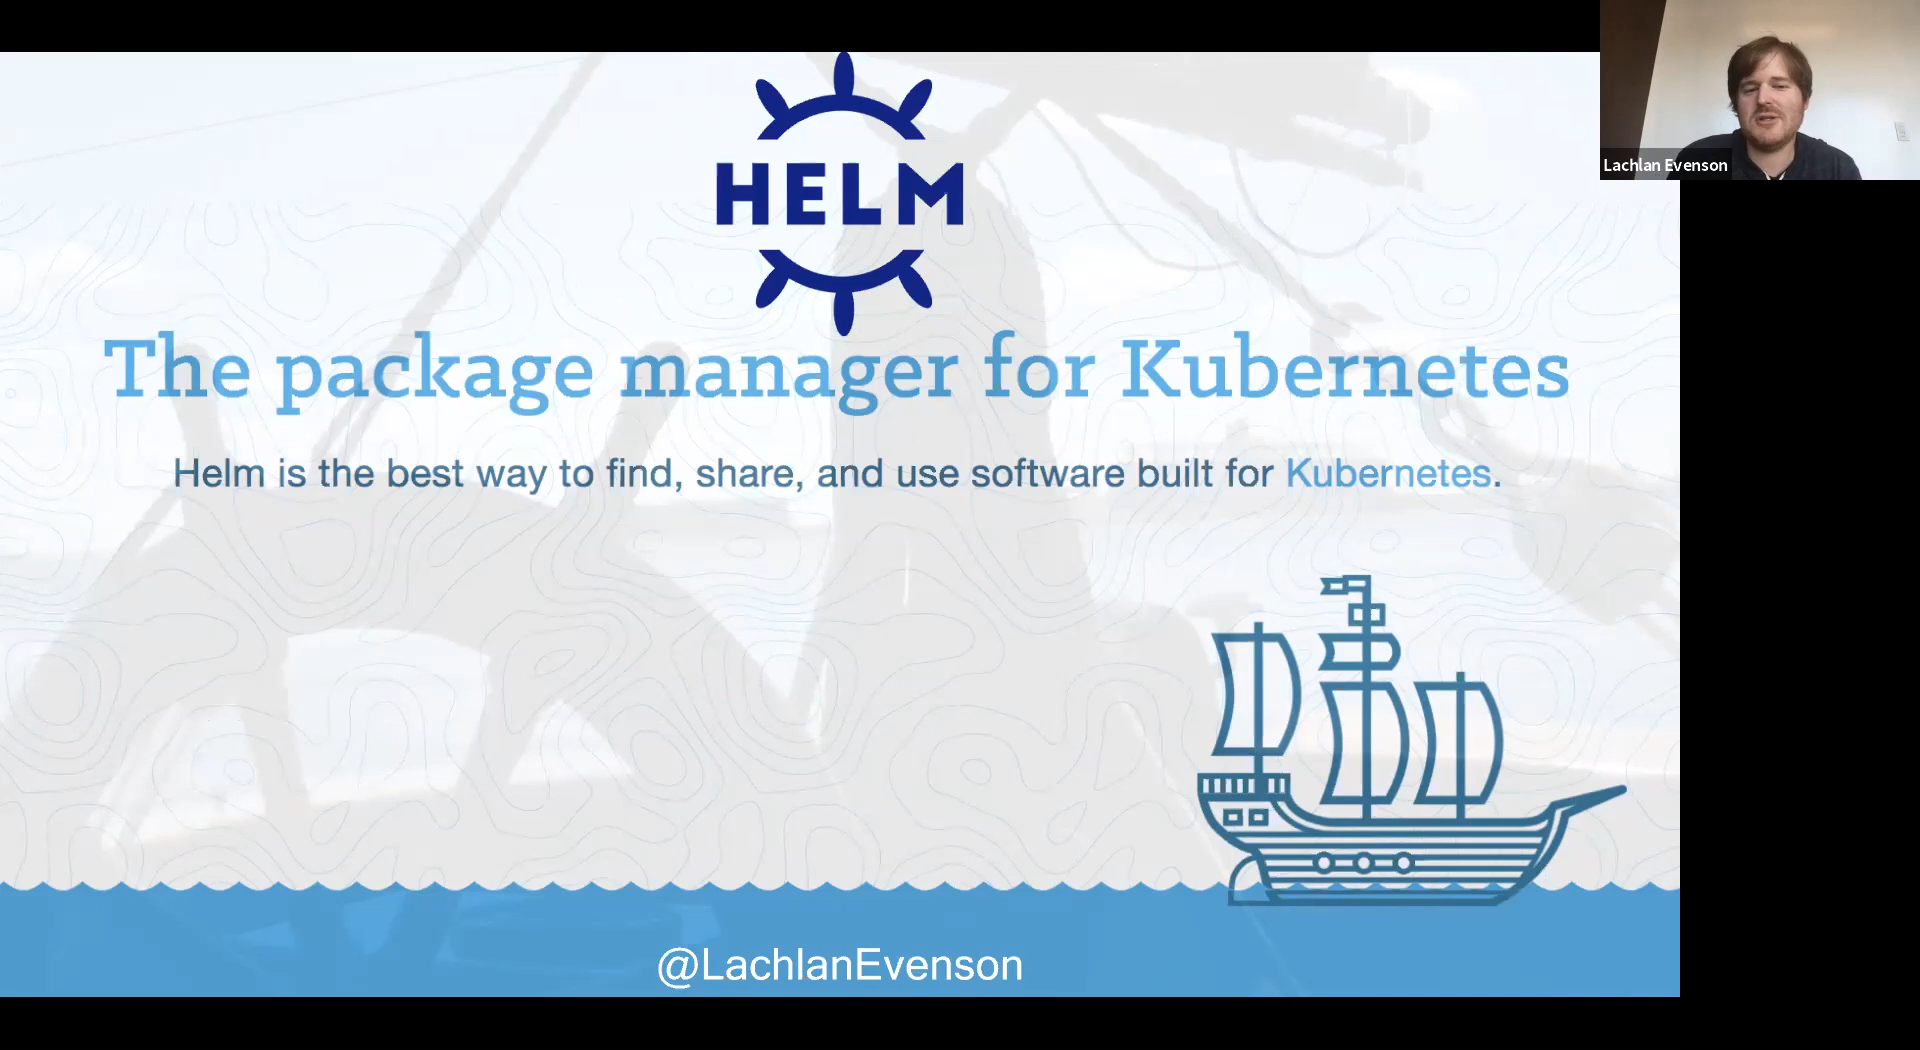 Lachlan Evenson
HELM
The package manager for Kubernetes
Helm is the best way to find, share, and use software built for Kubernetes.
@LachlanEvenson